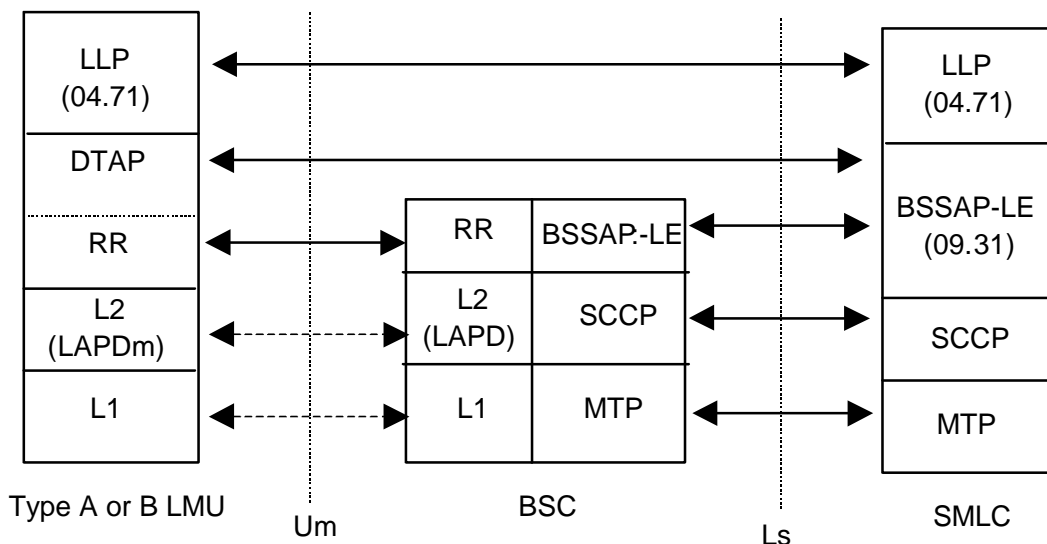 LLP
(04.71)
DTAP
RR
L2
(LAPDm)
L1
Type A or B LMU
Um
RR
BSSAP.-LE
L2
(LAPD)
SCCP
L1
MTP
BSC
Ls
LLP
(04.71)
BSSAP-LE
(09.31)
SCCP
MTP
SMLC